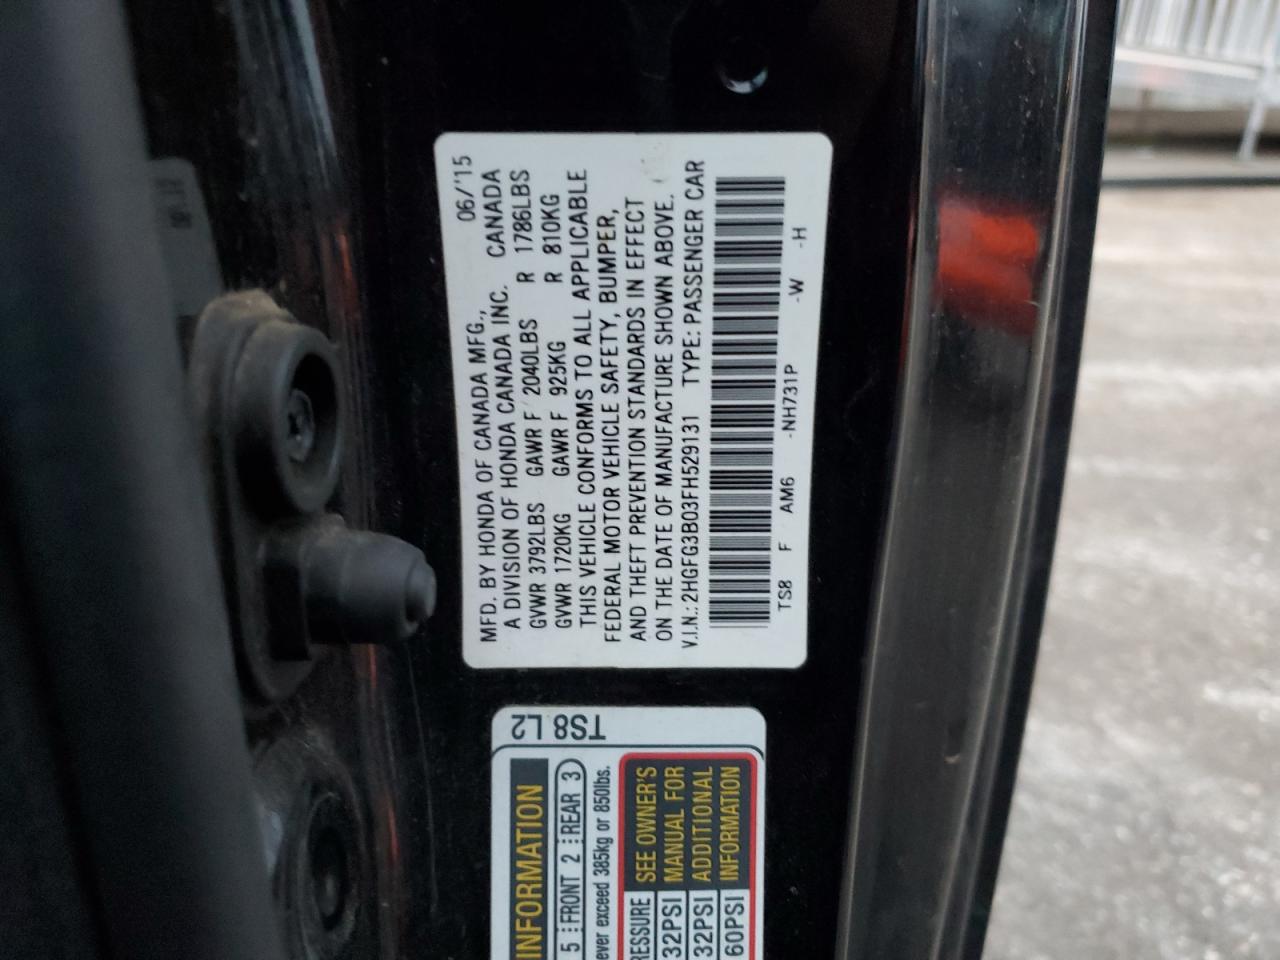 MFD. BY HONDA OF CANADA MFG., 06/'15
A DIVISION OF HONDA CANADA INC. CANADA
GVWR 3792LBS GAWR F 2040LBS R 1786LBS
GVWR 1720KG GAWR F 925KG R 810KG
THIS VEHICLE CONFORMS TO ALL APPLICABLE
FEDERAL MOTOR VEHICLE SAFETY, BUMPER,
AND THEFT PREVENTION STANDARDS IN EFFECT
ON THE DATE OF MANUFACTURE SHOWN ABOVE.
V.I.N.: 2HGFG3B03FH529131 TYPE: PASSENGER CAR
TS8 F AM6 -NH731P -W -H
TS8 L2
INFORMATION
5 FRONT 2 REAR 3
ever exceed 385kg or 850lbs.
RESSURE SEE OWNER'S
32PSI MANUAL FOR
32PSI ADDITIONAL
60PSI INFORMATION